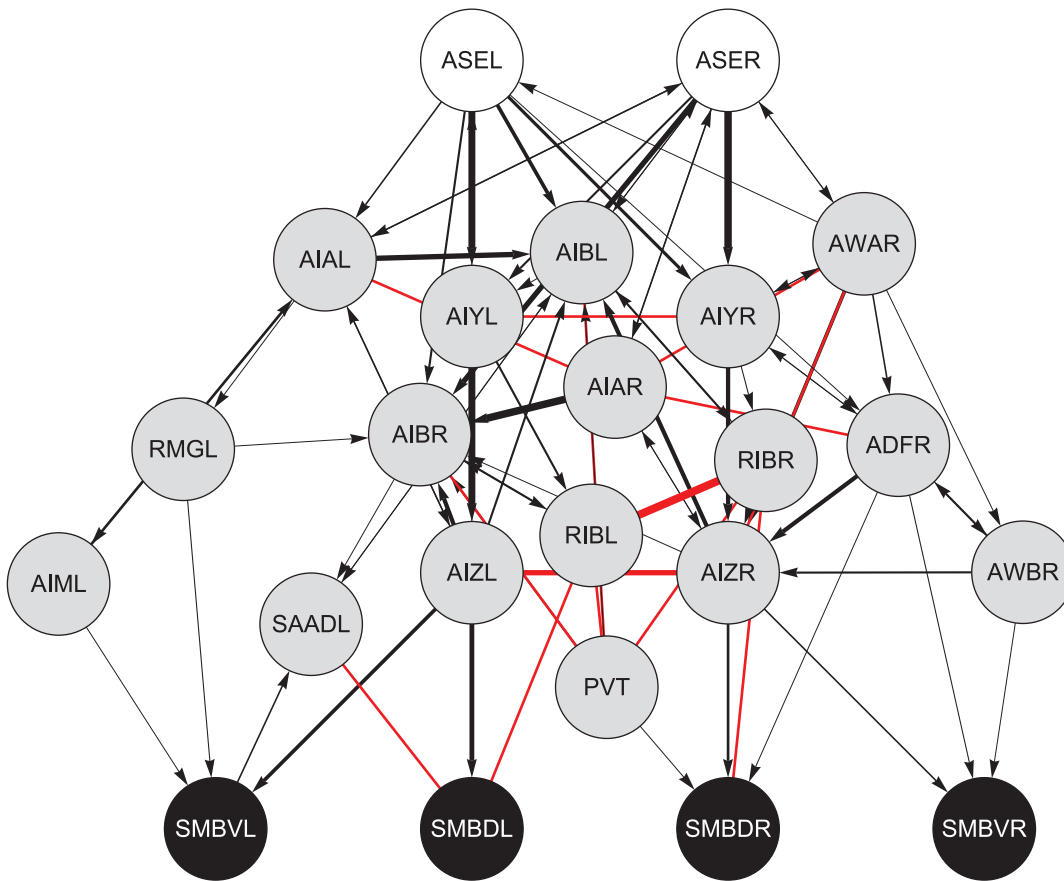 ASEL
ASER
AIAL
AIBL
AWAR
AIYL
AIYR
AIAR
RMGL
AIBR
RIBR
ADFR
RIBL
AIML
AIZL
AIZR
AWBR
SAADL
PVT
SMBVL
SMBDL
SMBDR
SMBVR